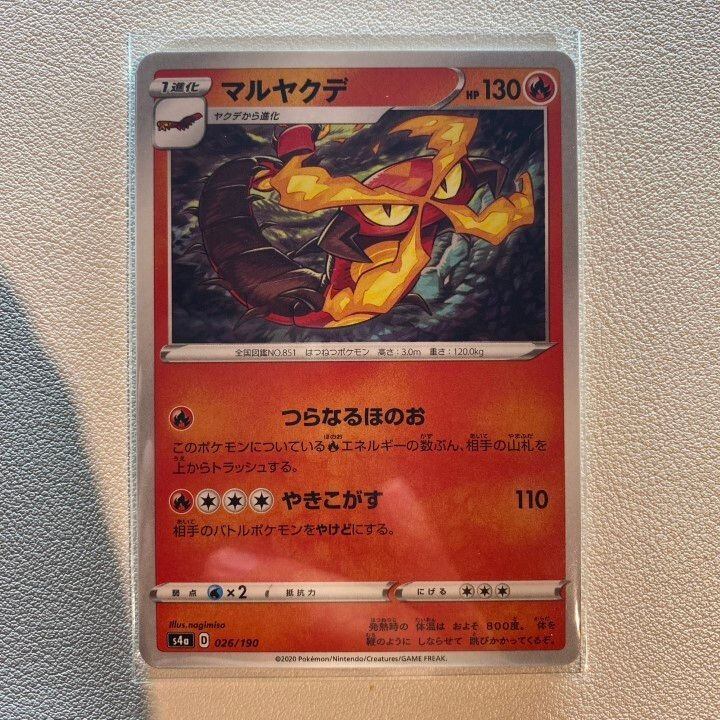 1進化 マルヤクデ HP 130
ヤクデから進化
全国図鑑NO.851 はつねつポケモン 高さ:3.0m 重さ:120.0kg
つらなるほのお
このポケモンについているエネルギーの数ぶん、相手の山札を
上からトラッシュする。
やきこがす 110
相手のバトルポケモンをやけどにする。
弱点 ×2 抵抗力 にげる
Illus.nagimiso
s4a D 026/190
発熱時の 体温は およそ 800度。 体を
鞭のように しならせて 跳びかかってくるぞ。
©2020 Pokémon/Nintendo/Creatures/GAME FREAK.